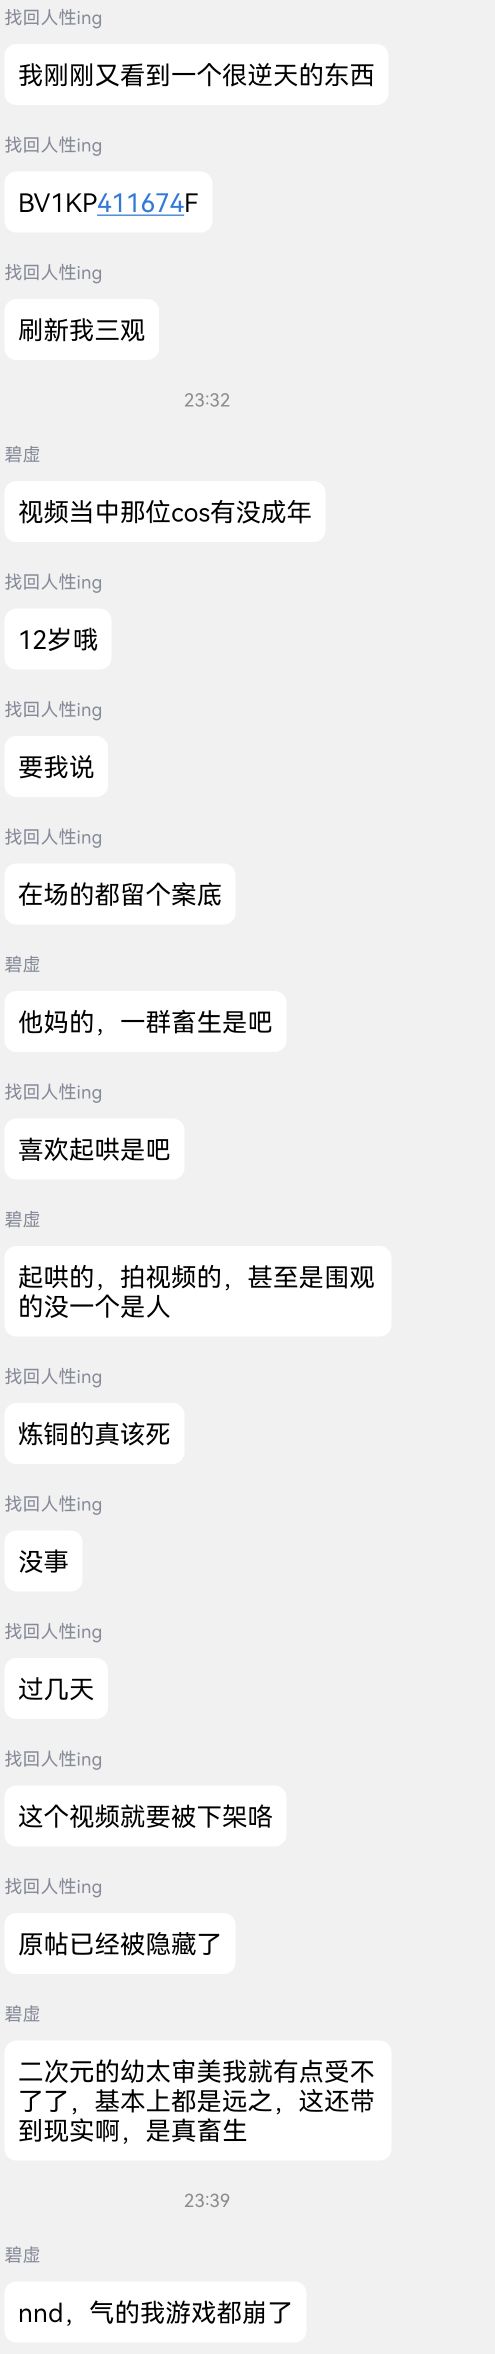 找回人性ing
我刚刚又看到一个很逆天的东西
找回人性ing
BV1KP411674F
找回人性ing
刷新我三观
23:32
碧虚
视频当中那位cos有没成年
找回人性ing
12岁哦
找回人性ing
要我说
找回人性ing
在场的都留个案底
碧虚
他妈的，一群畜生是吧
找回人性ing
喜欢起哄是吧
碧虚
起哄的，拍视频的，甚至是围观
的没一个是人
找回人性ing
炼铜的真该死
找回人性ing
没事
找回人性ing
过几天
找回人性ing
这个视频就要被下架咯
找回人性ing
原帖已经被隐藏了
碧虚
二次元的幼太审美我就有点受不
了了，基本上都是远之，这还带
到现实啊，是真畜生
23:39
碧虚
nnd，气的我游戏都崩了